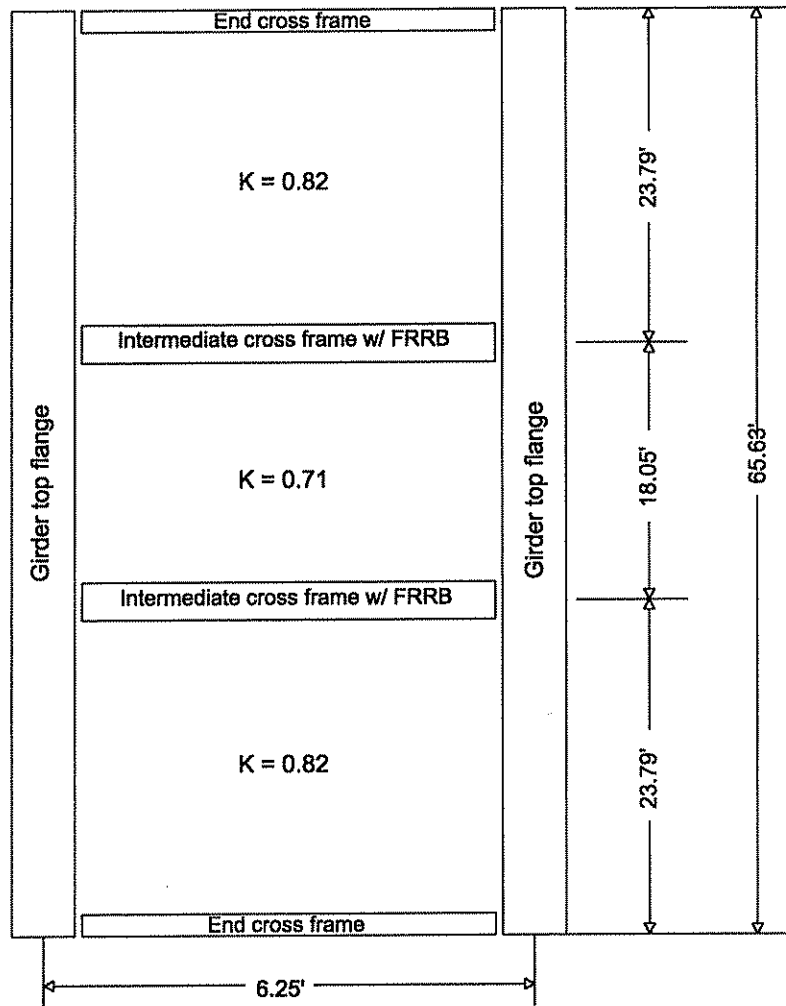 End cross frame
K = 0.82
23.79'
Intermediate cross frame w/ FRRB
Girder top flange
K = 0.71
Girder top flange
18.05'
65.63'
Intermediate cross frame w/ FRRB
K = 0.82
23.79'
End cross frame
6.25'